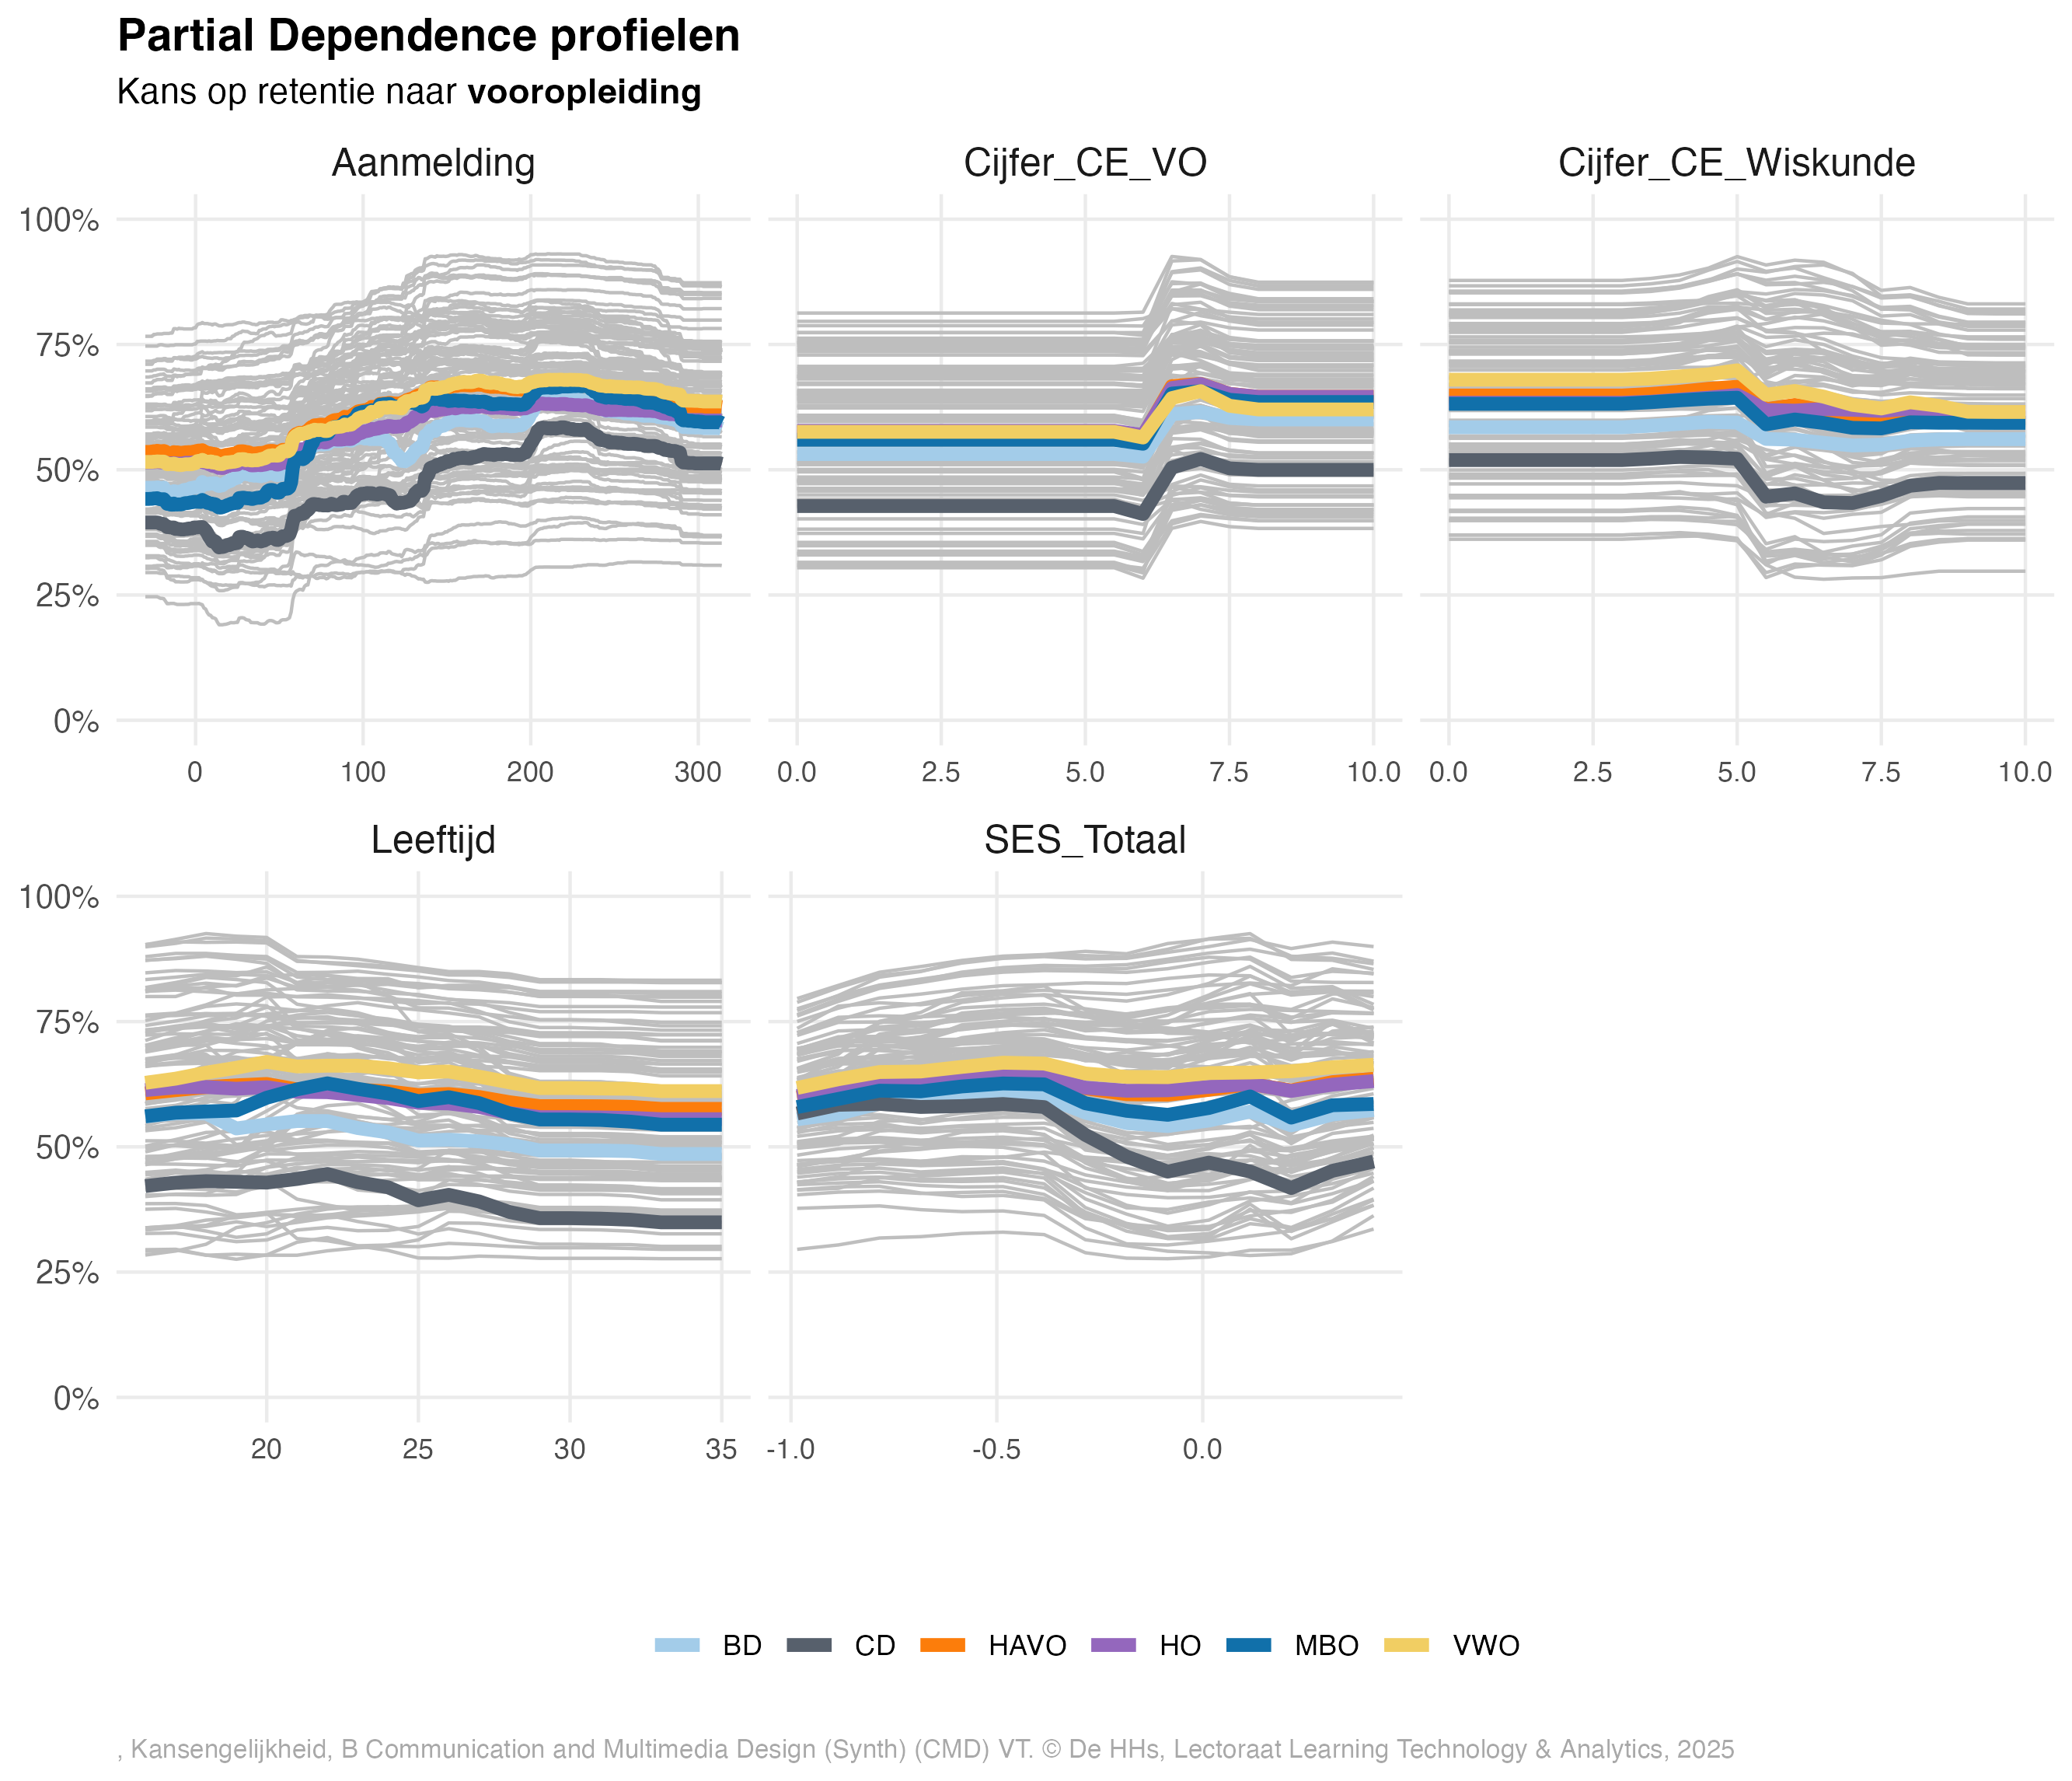 Partial Dependence profielen
Kans op retentie naar vooropleiding
Aanmelding
Cijfer_CE_VO
Cijfer_CE_Wiskunde
100%
75%
50%
25%
0%
0 100 200 300
0.0 2.5 5.0 7.5 10.0
0.0 2.5 5.0 7.5 10.0
Leeftijd
SES_Totaal
100%
75%
50%
25%
0%
20 25 30 35
-1.0 -0.5 0.0
BD CD HAVO HO MBO VWO
, Kansengelijkheid, B Communication and Multimedia Design (Synth) (CMD) VT. © De HHs, Lectoraat Learning Technology & Analytics, 2025